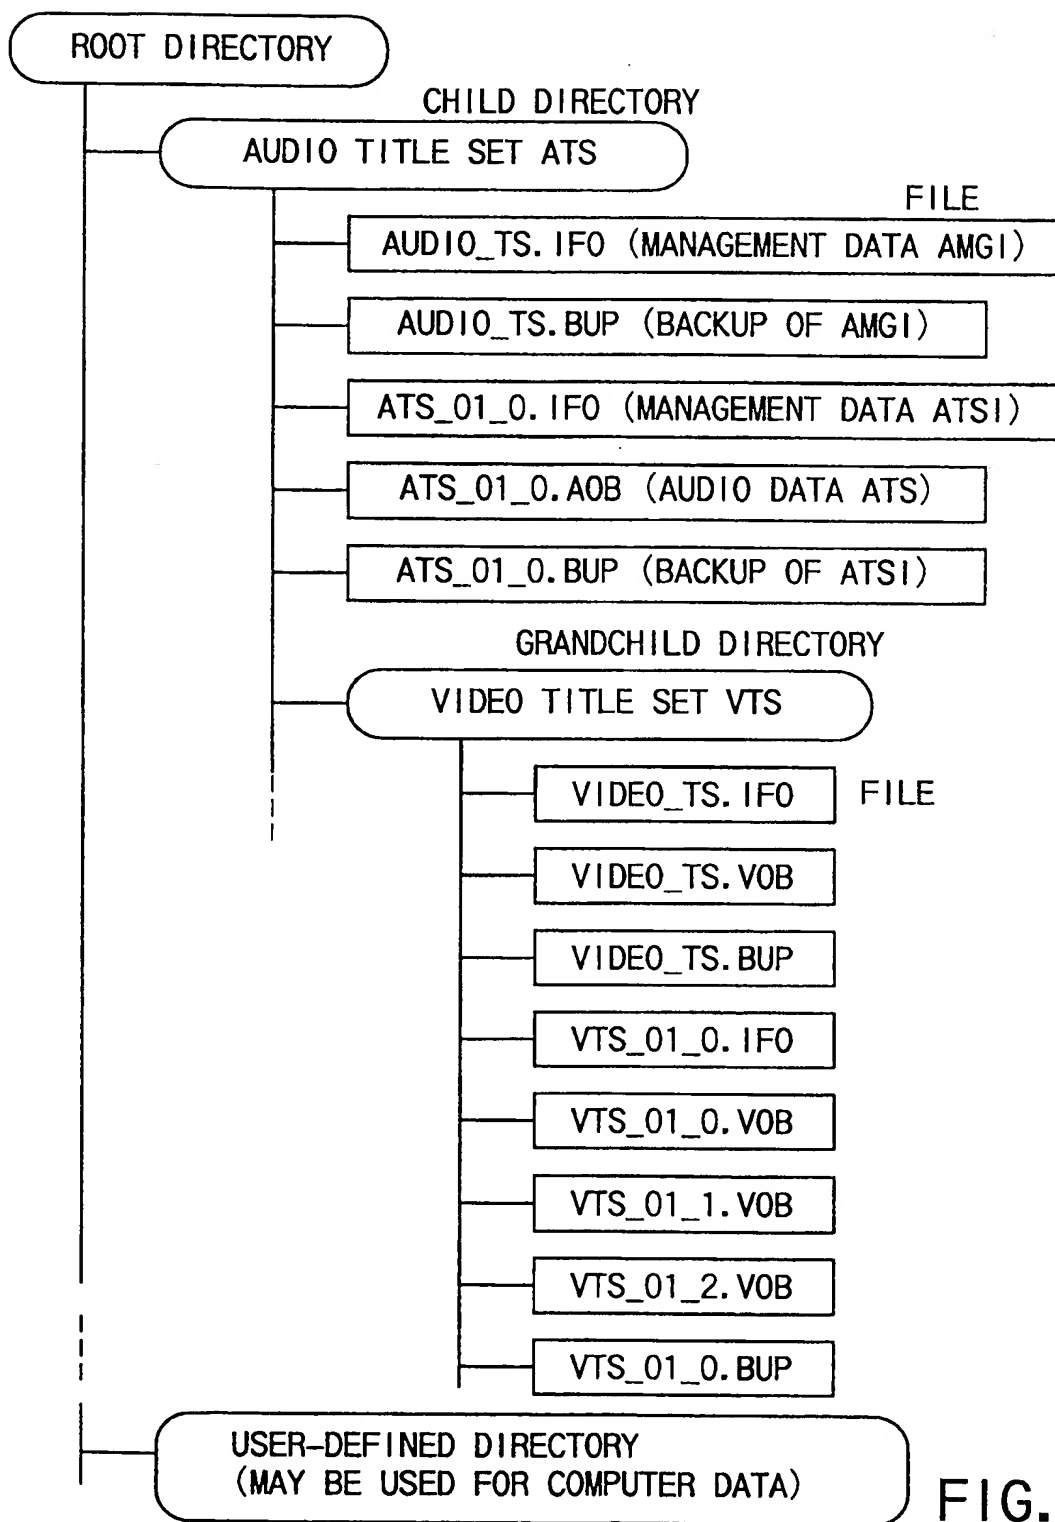 ROOT DIRECTORY
CHILD DIRECTORY
AUDIO TITLE SET ATS
FILE
AUDIO_TS.IFO (MANAGEMENT DATA AMGI)
AUDIO_TS.BUP (BACKUP OF AMGI)
ATS_01_0.IFO (MANAGEMENT DATA ATSI)
ATS_01_0.AOB (AUDIO DATA ATS)
ATS_01_0.BUP (BACKUP OF ATSI)
GRANDCHILD DIRECTORY
VIDEO TITLE SET VTS
VIDEO_TS.IFO FILE
VIDEO_TS.VOB
VIDEO_TS.BUP
VTS_01_0.IFO
VTS_01_0.VOB
VTS_01_1.VOB
VTS_01_2.VOB
VTS_01_0.BUP
USER-DEFINED DIRECTORY
(MAY BE USED FOR COMPUTER DATA)
FIG.